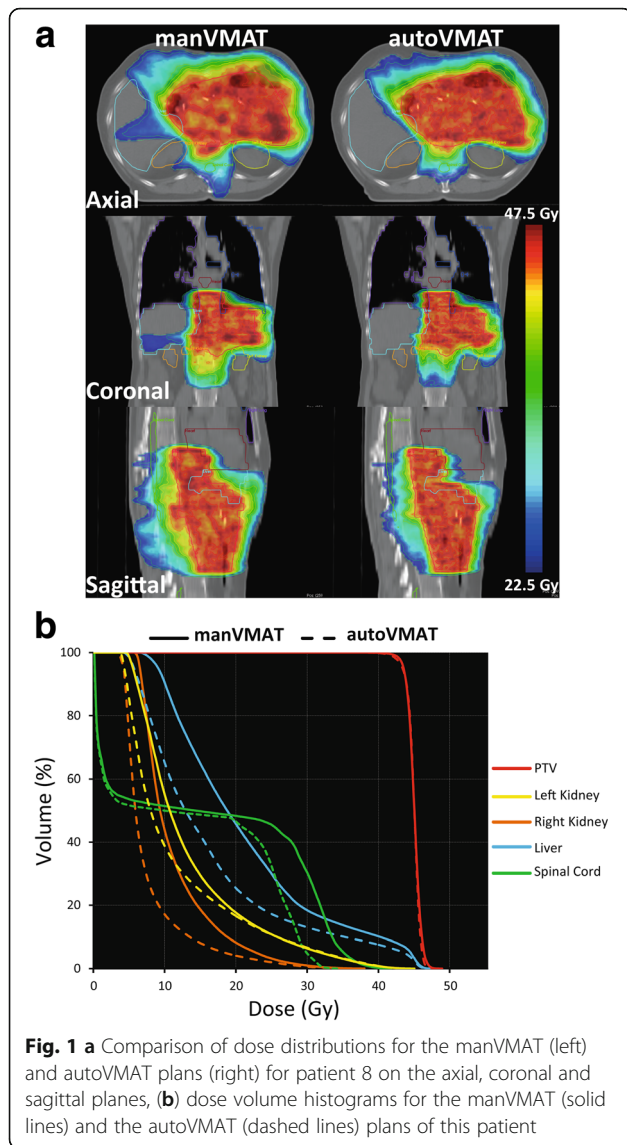 a
manVMAT
autoVMAT
Axial
47.5 Gy
Coronal
Sagittal
22.5 Gy
b
manVMAT
autoVMAT
100
80
60
40
20
0
Volume (%)
0
10
20
30
40
50
Dose (Gy)
PTV
Left Kidney
Right Kidney
Liver
Spinal Cord
Fig. 1 a Comparison of dose distributions for the manVMAT (left)
and autoVMAT plans (right) for patient 8 on the axial, coronal and
sagittal planes, (b) dose volume histograms for the manVMAT (solid
lines) and the autoVMAT (dashed lines) plans of this patient